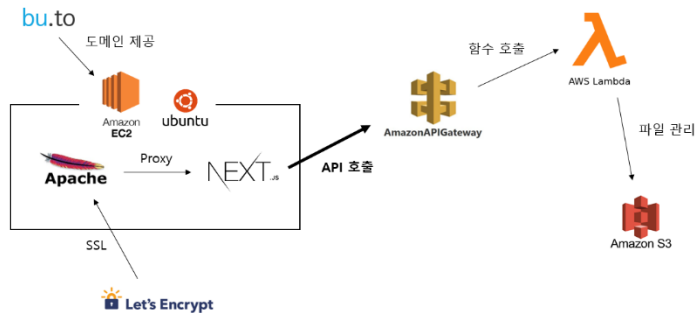 bu.to
도메인 제공
Amazon
EC2
ubuntu
Apache
Proxy
NEXT
.JS
SSL
Let's Encrypt
API 호출
AmazonAPIGateway
함수 호출
AWS Lambda
파일 관리
Amazon S3